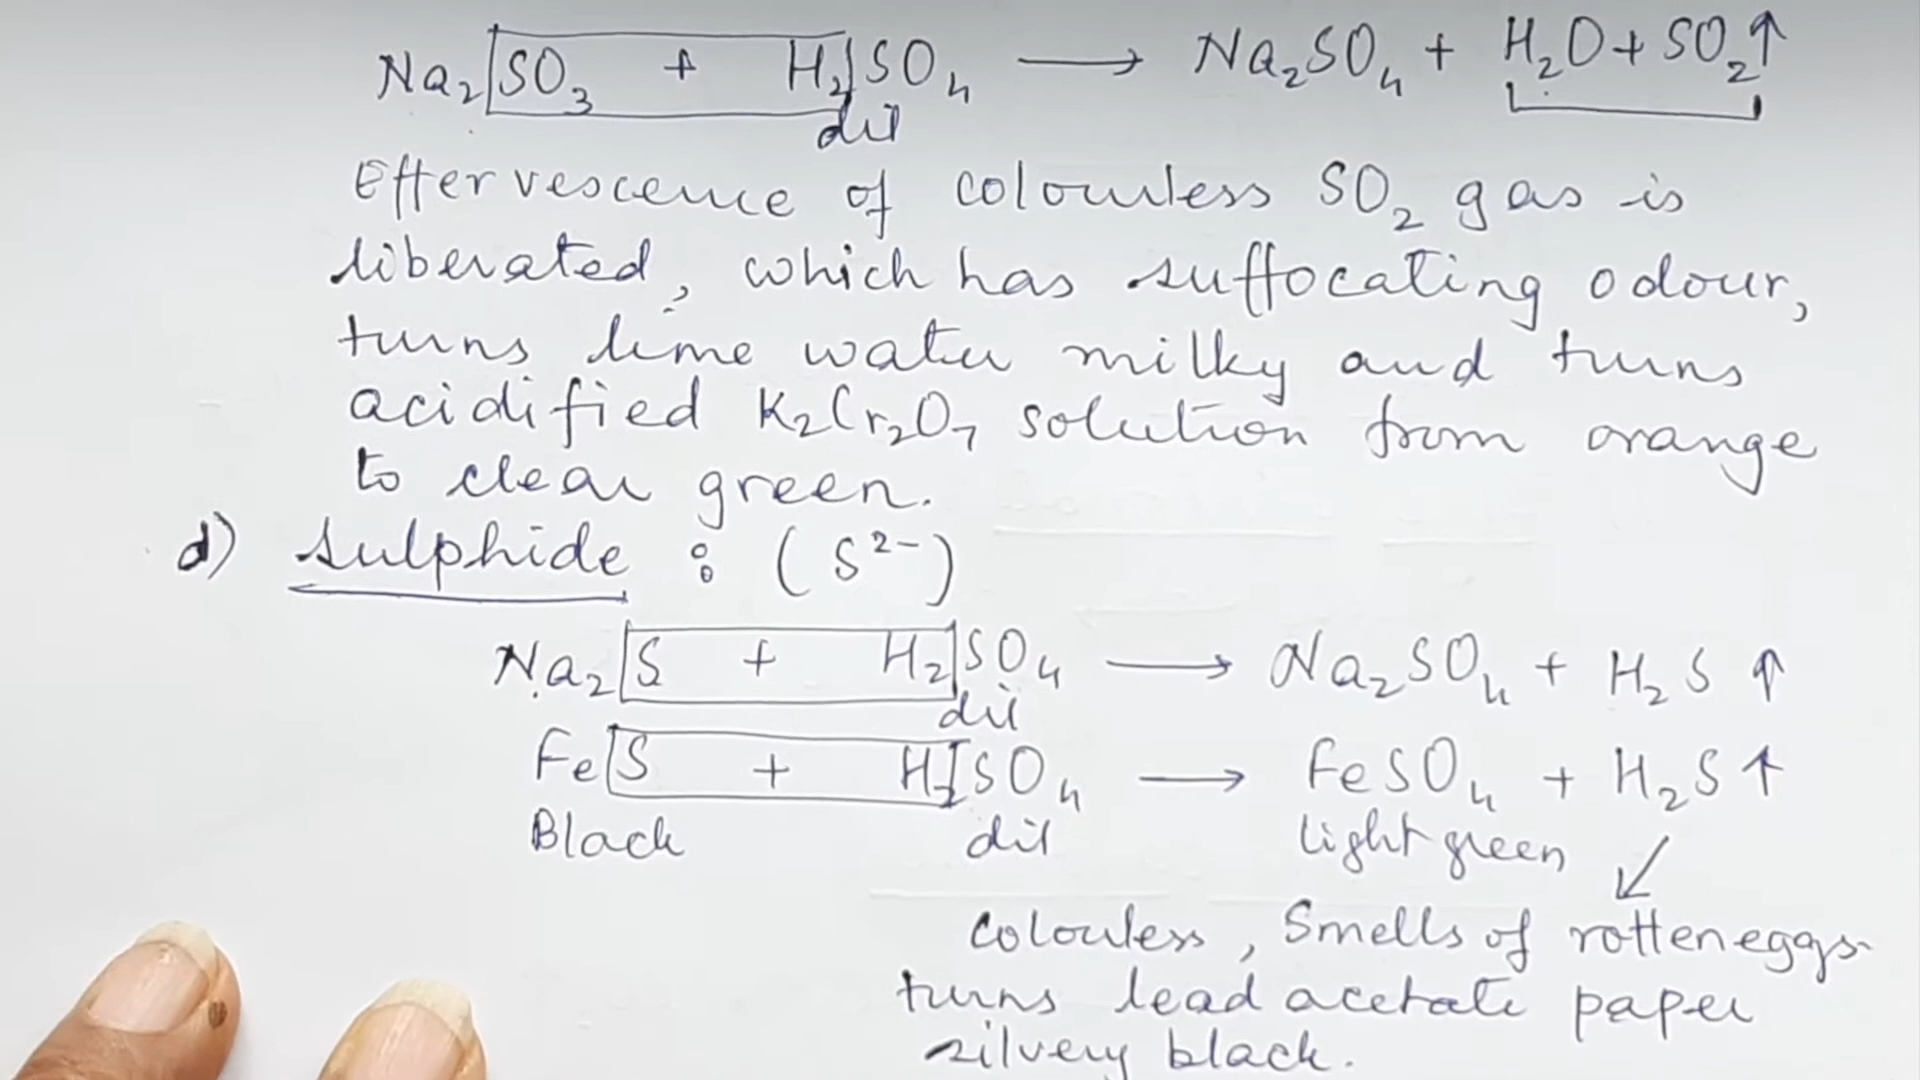 Na₂SO₃ + H₂SO₄ ⟶ Na₂SO₄ + H₂O + SO₂↑
dil
Effervescence of colourless SO₂ gas is
liberated, which has suffocating odour,
turns lime water milky and turns
acidified K₂Cr₂O₇ solution from orange
to clear green.
d) Sulphide : (S²⁻)
Na₂S + H₂SO₄ ⟶ Na₂SO₄ + H₂S ↑
dil
FeS + H₂SO₄ ⟶ FeSO₄ + H₂S ↑
Black dil light green ↙
colourless, Smells of rotten eggs
turns lead acetate paper
silvery black.